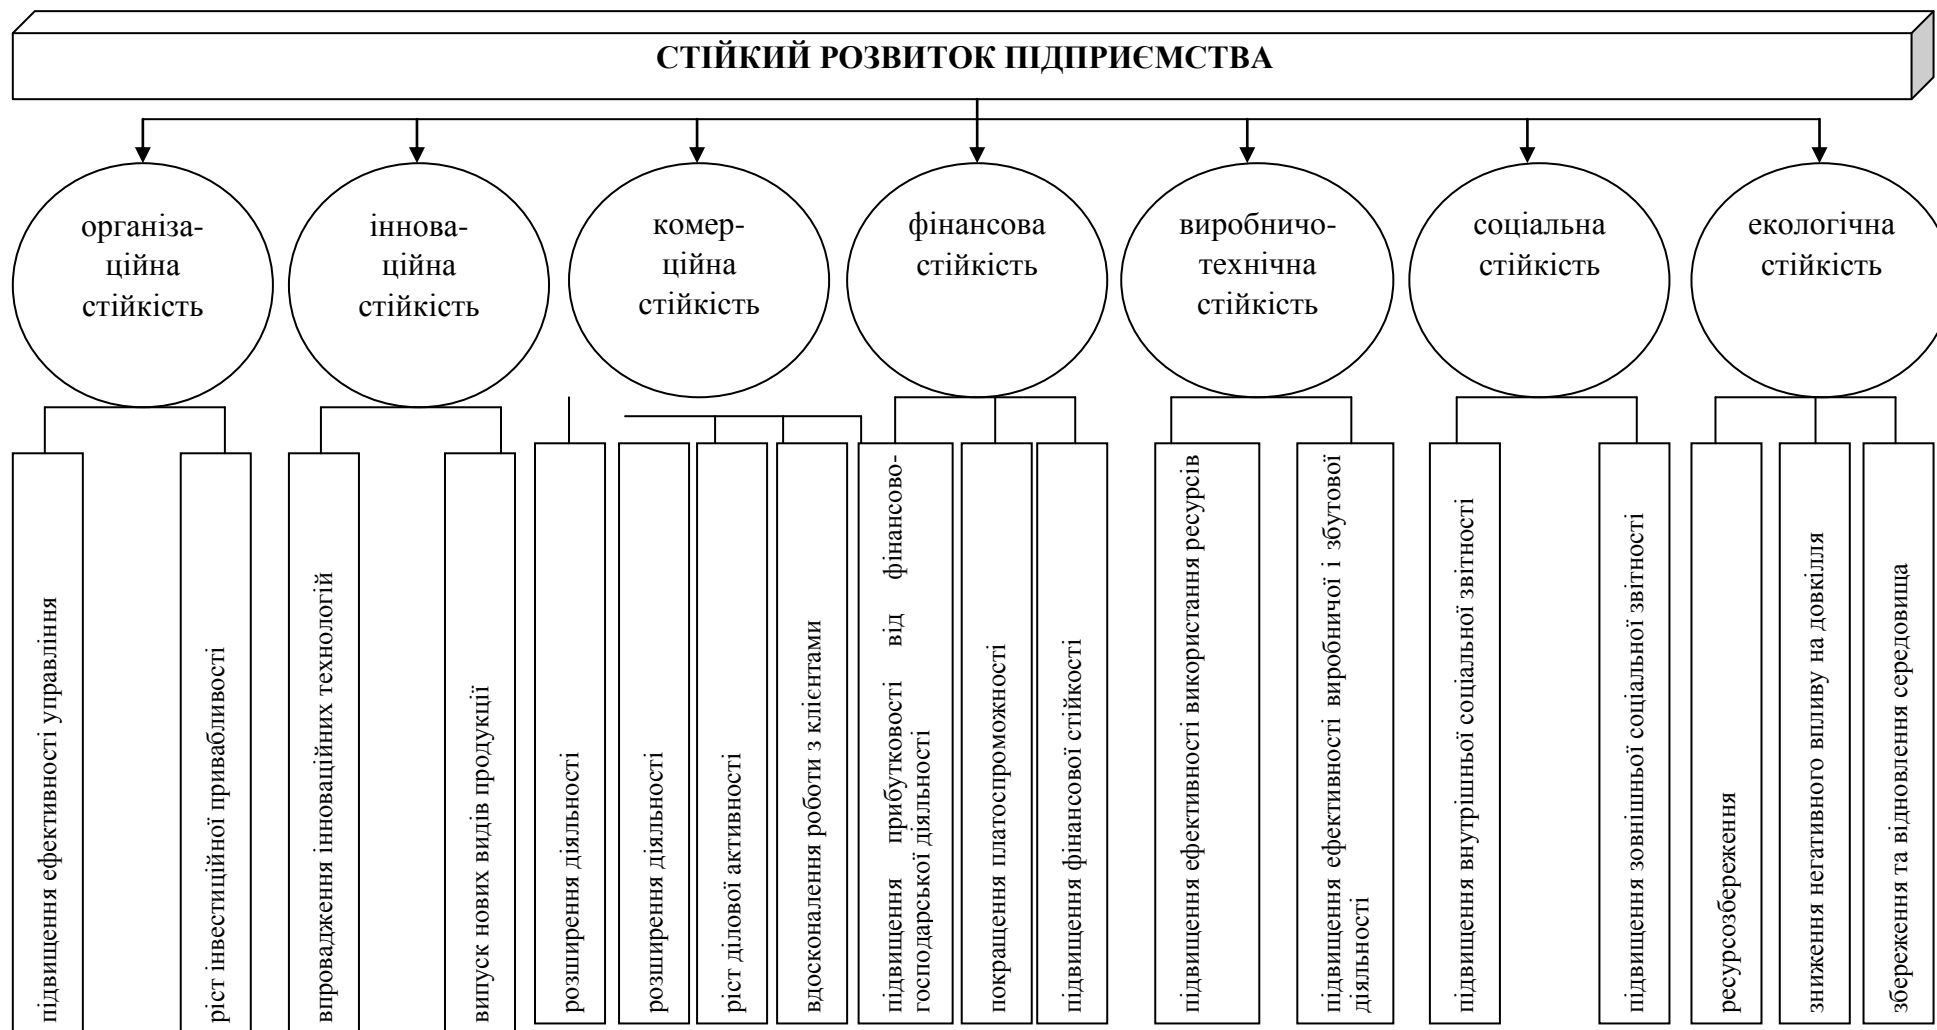 СТІЙКИЙ РОЗВИТОК ПІДПРИЄМСТВА
організа-
ційна
стійкість
іннова-
ційна
стійкість
комер-
ційна
стійкість
фінансова
стійкість
виробничо-
технічна
стійкість
соціальна
стійкість
екологічна
стійкість
підвищення ефективності управління
ріст інвестиційної привабливості
впровадження інноваційних технологій
випуск нових видів продукції
розширення діяльності
розширення діяльності
ріст ділової активності
вдосконалення роботи з клієнтами
підвищення прибутковості від фінансово-
господарської діяльності
покращення платоспроможності
підвищення фінансової стійкості
підвищення ефективності використання ресурсів
підвищення ефективності виробничої і збутової
діяльності
підвищення внутрішньої соціальної звітності
підвищення зовнішньої соціальної звітності
ресурсозбереження
зниження негативного впливу на довкілля
збереження та відновлення середовища